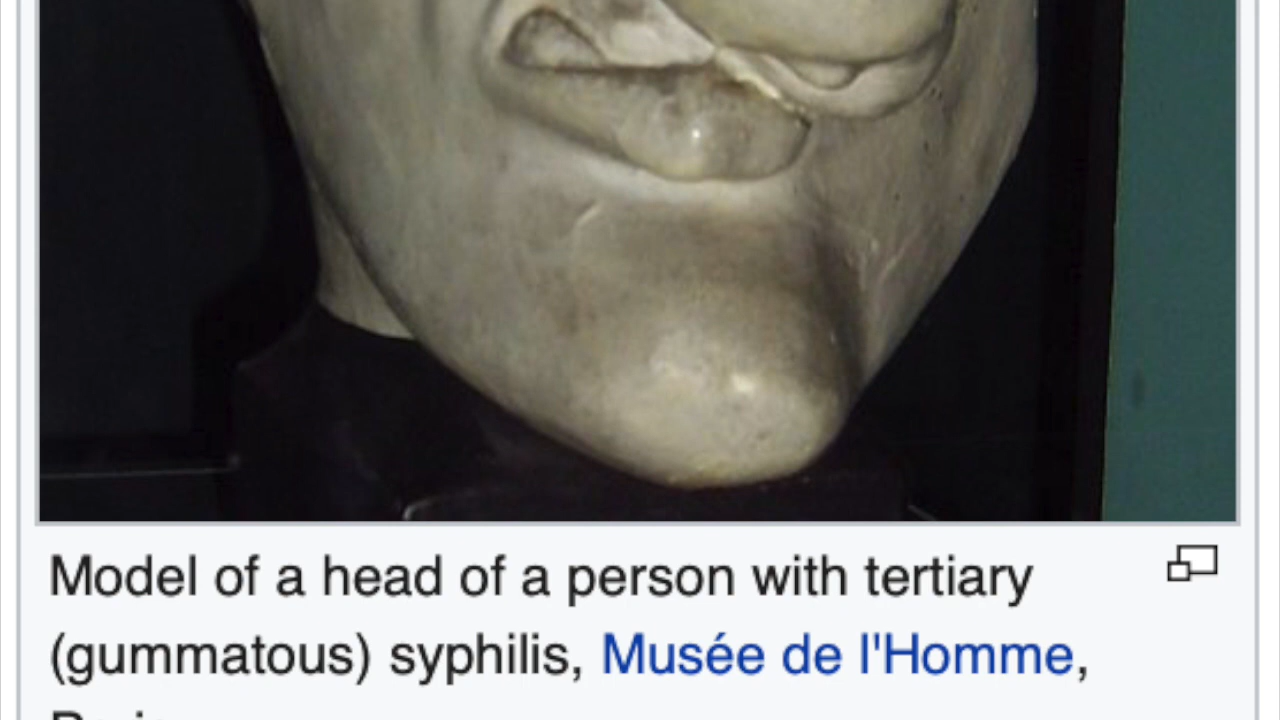 Model of a head of a person with tertiary
(gummatous) syphilis, Musée de l'Homme,